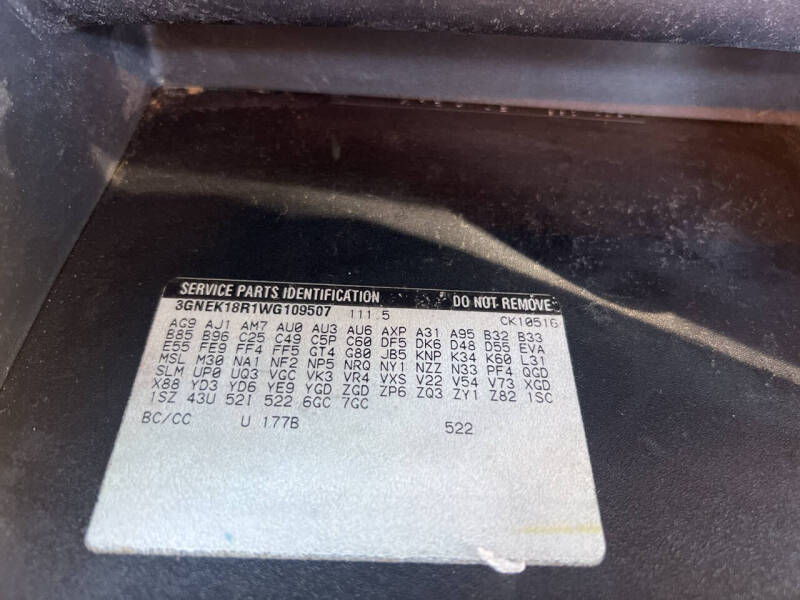 SERVICE PARTS IDENTIFICATION DO NOT REMOVE
3GNEK18R1WG109507 111.5 CK10516
AG9 AJ1 AM7 AU0 AU3 AU6 AXP A31 A95 B32 B33
B85 B96 C25 C49 C5P C60 DF5 DK6 D48 D55 EVA
E55 FE9 FF4 FF5 GT4 G80 JB5 KNP K34 K60 L31
MSL M30 NA1 NF2 NP5 NRQ NY1 NZZ N33 PF4 QGD
SLM UP0 UQ3 VGC VK3 VR4 VXS V22 V54 V73 XGD
X88 YD3 YD6 YE9 YGD ZGD ZP6 ZQ3 ZY1 Z82 1SC
1SZ 43U 52I 522 6GC 7GC
BC/CC U 177B 522